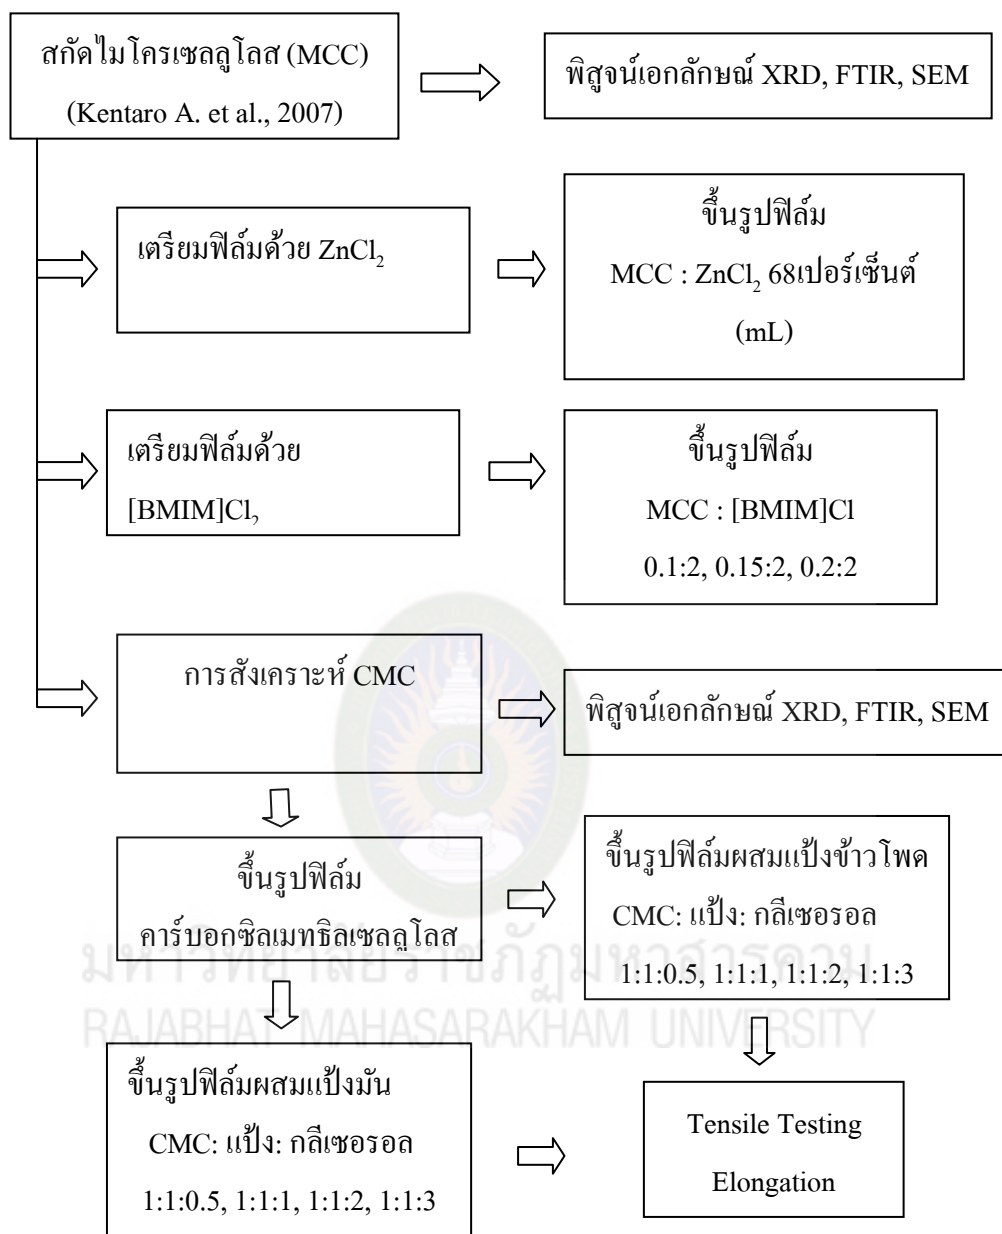 สกัดไมโครเซลลูโลส (MCC)
(Kentaro A. et al., 2007)
พิสูจน์เอกลักษณ์ XRD, FTIR, SEM
เตรียมฟิล์มด้วย ZnCl₂
ขึ้นรูปฟิล์ม
MCC : ZnCl₂ 68เปอร์เซ็นต์
(mL)
เตรียมฟิล์มด้วย
[BMIM]Cl₂
ขึ้นรูปฟิล์ม
MCC : [BMIM]Cl
0.1:2, 0.15:2, 0.2:2
การสังเคราะห์ CMC
พิสูจน์เอกลักษณ์ XRD, FTIR, SEM
ขึ้นรูปฟิล์ม
คาร์บอกซิลเมทธิลเซลลูโลส
ขึ้นรูปฟิล์มผสมแป้งข้าวโพด
CMC: แป้ง: กลีเซอรอล
1:1:0.5, 1:1:1, 1:1:2, 1:1:3
มหาวิทยาลัยราชภัฏมหาสารคาม
RAJABHAT MAHASARAKHAM UNIVERSITY
ขึ้นรูปฟิล์มผสมแป้งมัน
CMC: แป้ง: กลีเซอรอล
1:1:0.5, 1:1:1, 1:1:2, 1:1:3
Tensile Testing
Elongation